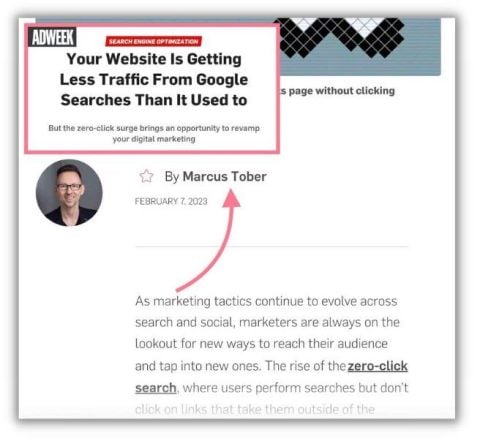 ADWEEK
SEARCH ENGINE OPTIMIZATION
Your Website Is Getting
Less Traffic From Google
Searches Than It Used to
But the zero-click surge brings an opportunity to revamp
your digital marketing
s page without clicking
By Marcus Tober
FEBRUARY 7, 2023
As marketing tactics continue to evolve across
search and social, marketers are always on the
lookout for new ways to reach their audience
and tap into new ones. The rise of the zero-click
search, where users perform searches but don't
click on links that take them outside of the